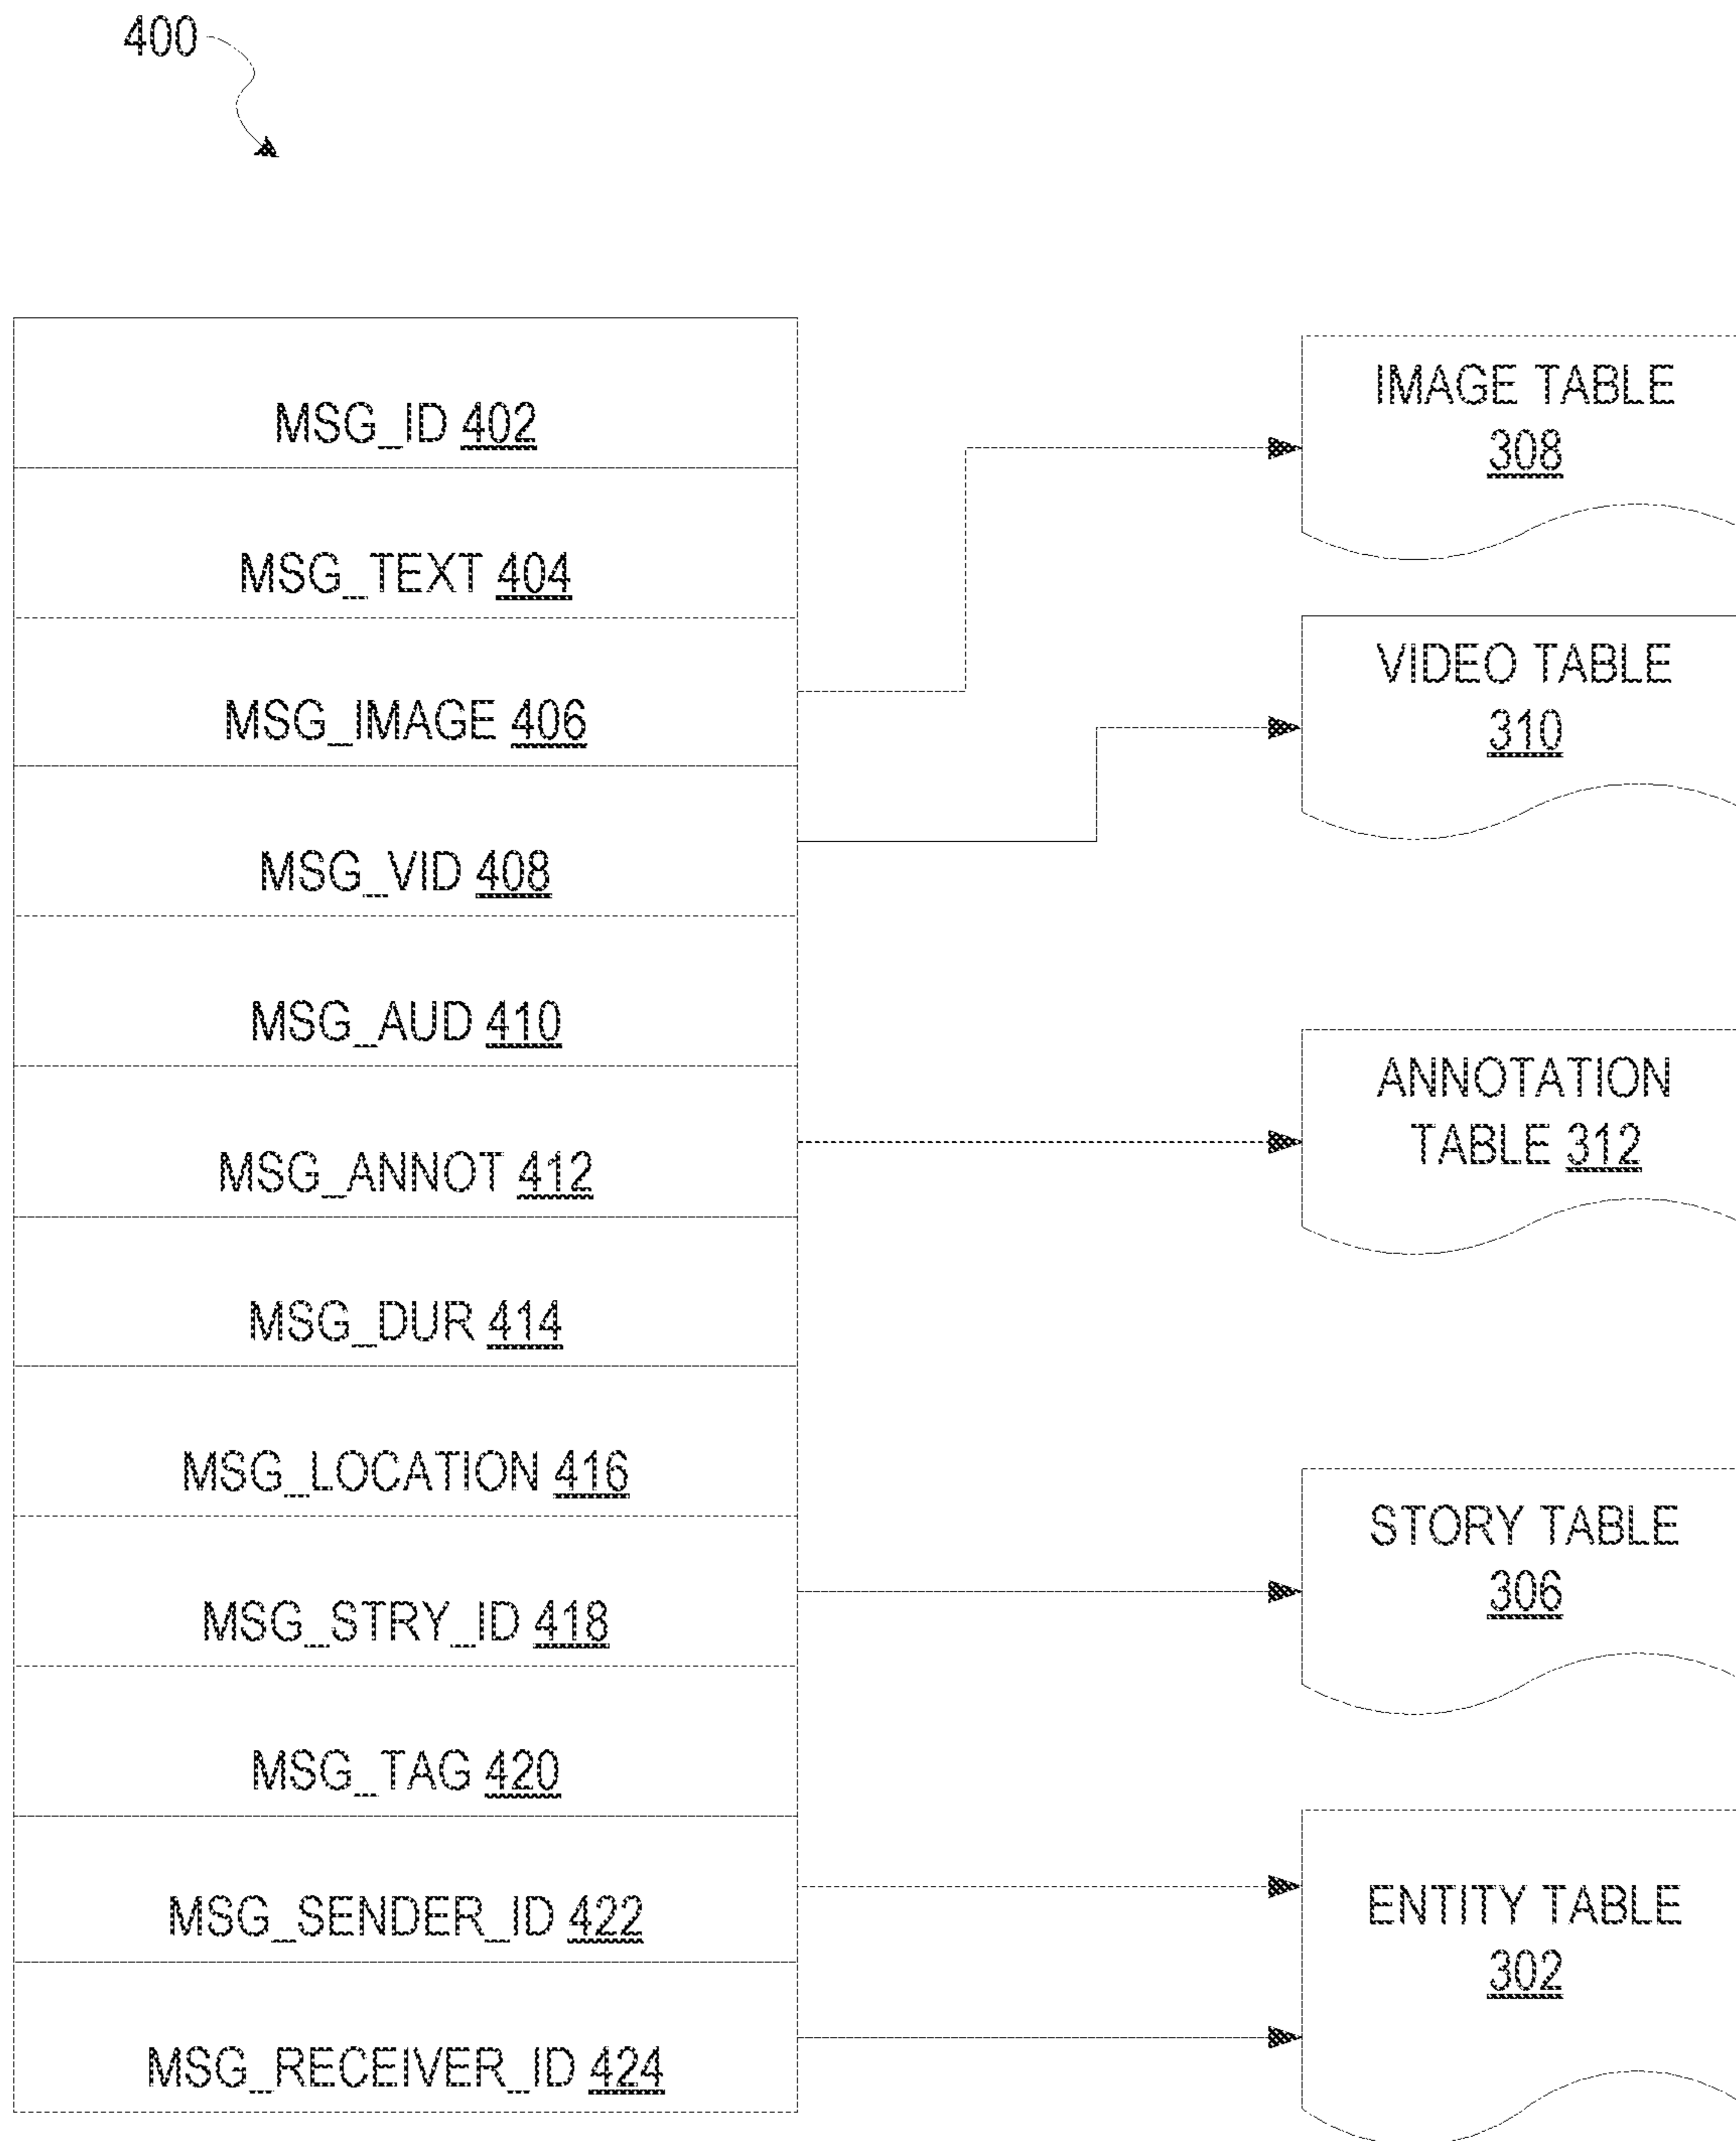 400
MSG_ID 402
MSG_TEXT 404
MSG_IMAGE 406
MSG_VID 408
MSG_AUD 410
MSG_ANNOT 412
MSG_DUR 414
MSG_LOCATION 416
MSG_STRY_ID 418
MSG_TAG 420
MSG_SENDER_ID 422
MSG_RECEIVER_ID 424
IMAGE TABLE
308
VIDEO TABLE
310
ANNOTATION
TABLE 312
STORY TABLE
306
ENTITY TABLE
302